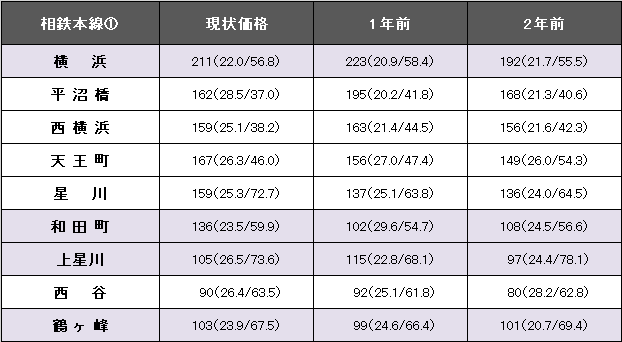 相鉄本線① 現状価格 1年前 2年前
横浜 211(22.0/56.8) 223(20.9/58.4) 192(21.7/55.5)
平沼橋 162(28.5/37.0) 195(20.2/41.8) 168(21.3/40.6)
西横浜 159(25.1/38.2) 163(21.4/44.5) 156(21.6/42.3)
天王町 167(26.3/46.0) 156(27.0/47.4) 149(26.0/54.3)
星川 159(25.3/72.7) 137(25.1/63.8) 136(24.0/64.5)
和田町 136(23.5/59.9) 102(29.6/54.7) 108(24.5/56.6)
上星川 105(26.5/73.6) 115(22.8/68.1) 97(24.4/78.1)
西谷 90(26.4/63.5) 92(25.1/61.8) 80(28.2/62.8)
鶴ヶ峰 103(23.9/67.5) 99(24.6/66.4) 101(20.7/69.4)